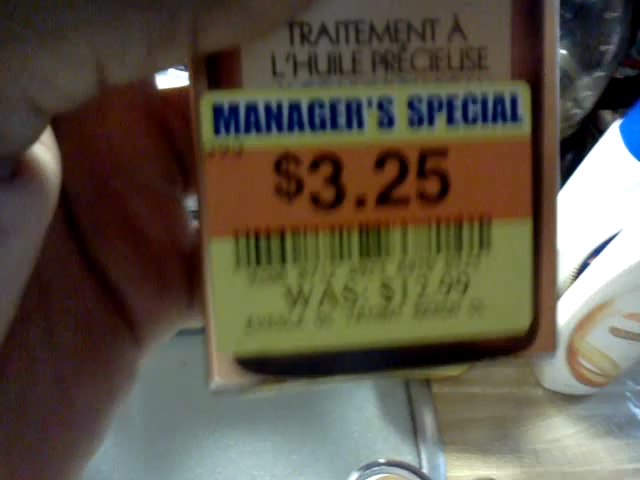 TRAITEMENT À
L'HUILE PRÉCIEUSE
MANAGER'S SPECIAL
$3.25
WAS: $12.99